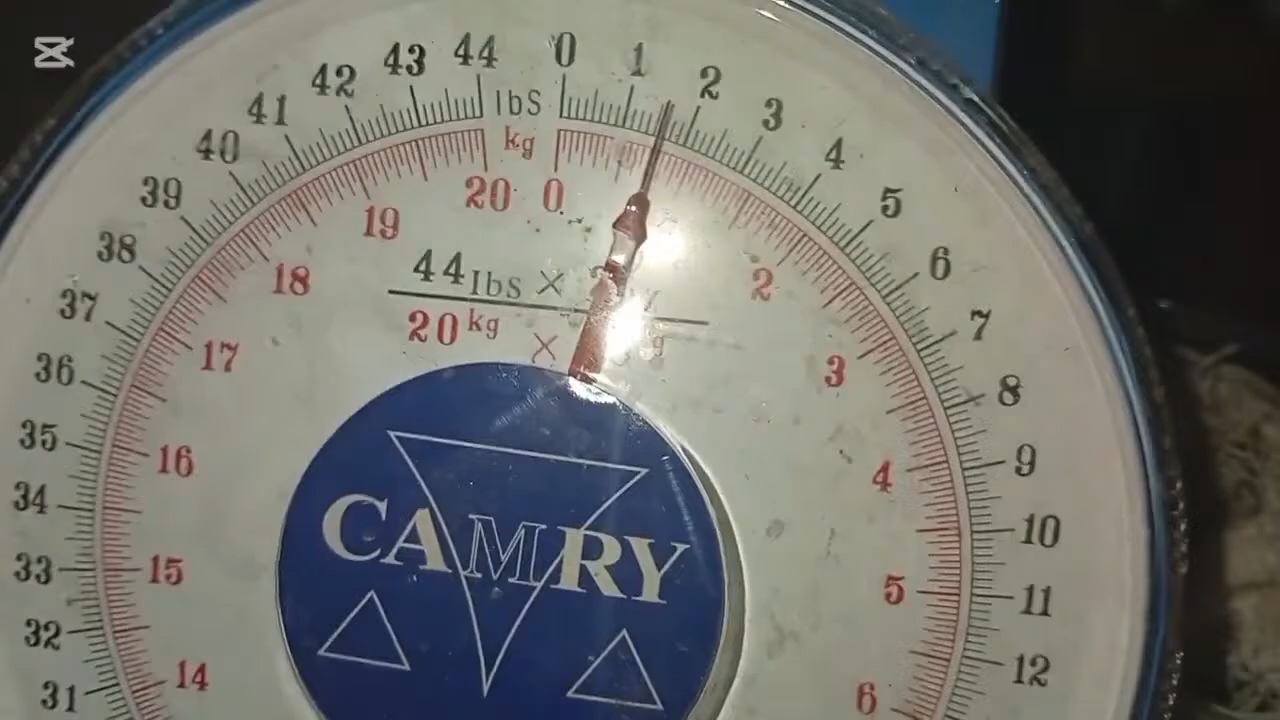 43 44 0 1
42 2
41 lbs 3
40 kg 4
39 20 0 5
38 19 6
18 44 lbs × 2
37 20 kg × 7
17 3
36 8
35 16 4 9
34 CAMRY 10
33 15 5 11
32 12
31 14 6